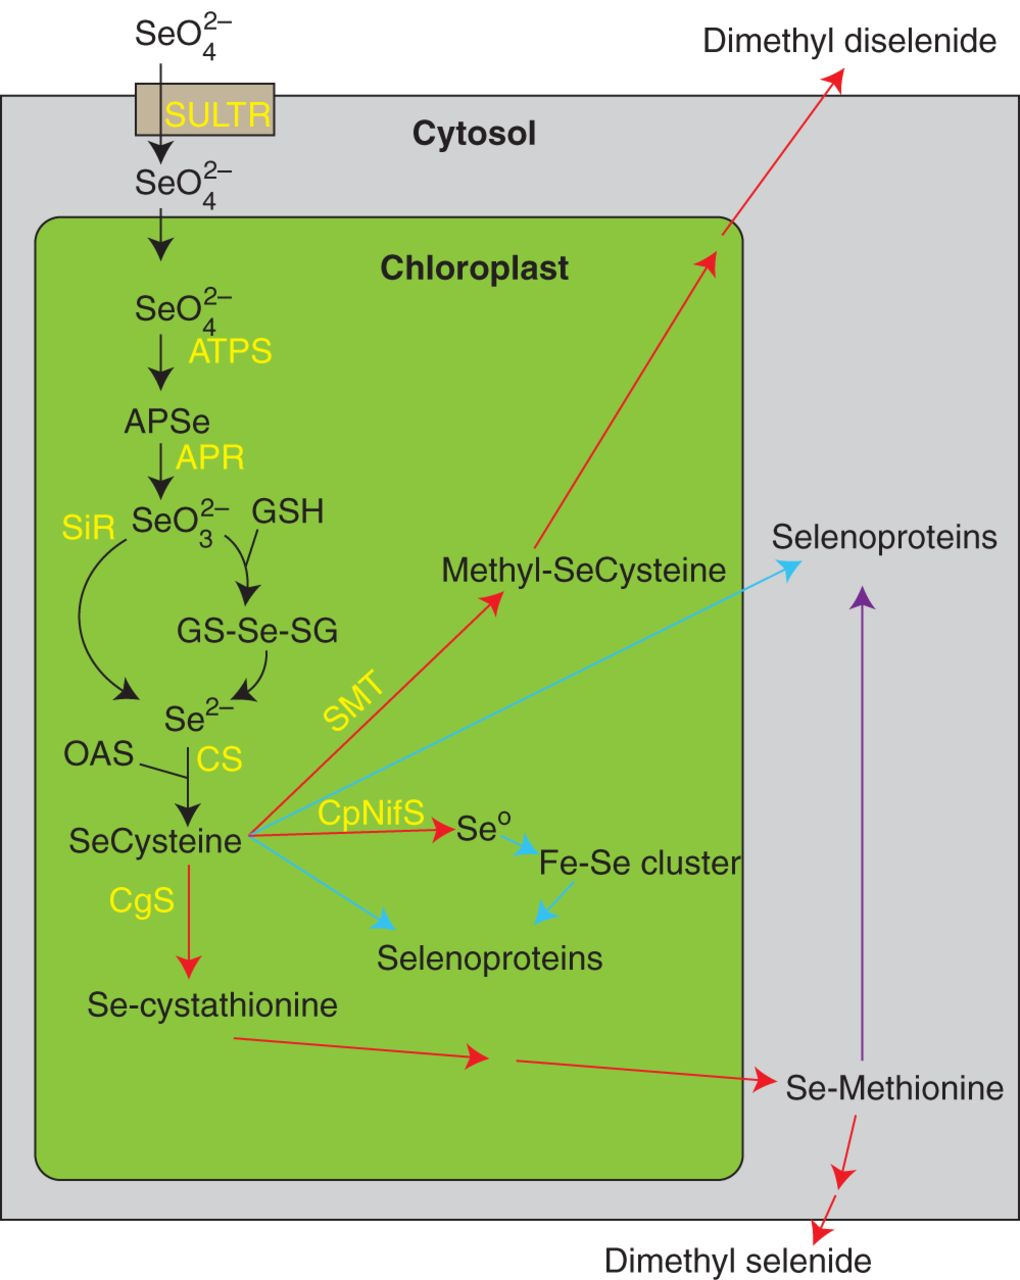 SeO₄²⁻
Dimethyl diselenide
SULTR
Cytosol
SeO₄²⁻
Chloroplast
SeO₄²⁻
ATPS
APSe
APR
SiR
SeO₃²⁻
GSH
Selenoproteins
Methyl-SeCysteine
GS-Se-SG
SMT
Se²⁻
OAS
CS
CpNifS
Seº
SeCysteine
Fe-Se cluster
CgS
Selenoproteins
Se-cystathionine
Se-Methionine
Dimethyl selenide